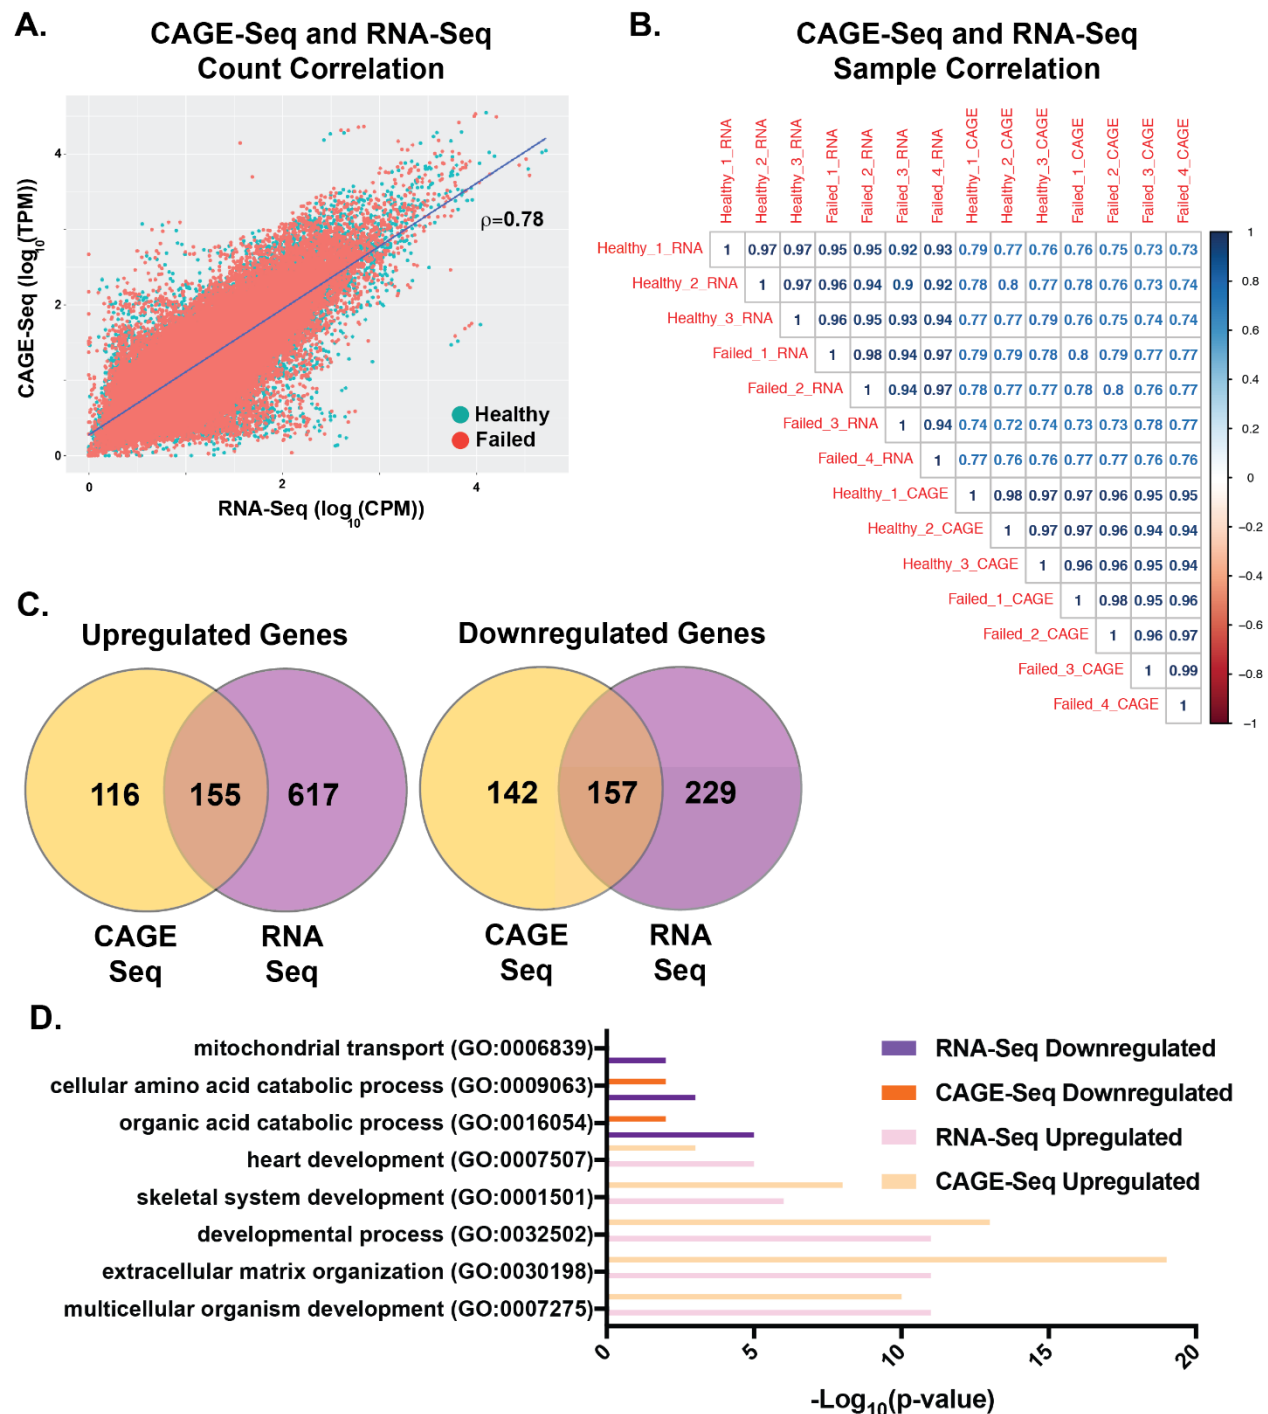 A.
CAGE-Seq and RNA-Seq
Count Correlation
CAGE-Seq (log10(TPM))
4
2
0
0
2
4
ρ=0.78
Healthy
Failed
RNA-Seq (log10(CPM))
B.
CAGE-Seq and RNA-Seq
Sample Correlation
Healthy_1_RNA
Healthy_2_RNA
Healthy_3_RNA
Failed_1_RNA
Failed_2_RNA
Failed_3_RNA
Failed_4_RNA
Healthy_1_CAGE
Healthy_2_CAGE
Healthy_3_CAGE
Failed_1_CAGE
Failed_2_CAGE
Failed_3_CAGE
Failed_4_CAGE
Healthy_1_RNA 1 0.97 0.97 0.95 0.95 0.92 0.93 0.79 0.77 0.76 0.76 0.75 0.73 0.73
Healthy_2_RNA 1 0.97 0.96 0.94 0.9 0.92 0.78 0.8 0.77 0.78 0.76 0.73 0.74
Healthy_3_RNA 1 0.96 0.95 0.93 0.94 0.77 0.77 0.79 0.76 0.75 0.74 0.74
Failed_1_RNA 1 0.98 0.94 0.97 0.79 0.79 0.78 0.8 0.79 0.77 0.77
Failed_2_RNA 1 0.94 0.97 0.78 0.77 0.77 0.78 0.8 0.76 0.77
Failed_3_RNA 1 0.94 0.74 0.72 0.74 0.73 0.73 0.78 0.77
Failed_4_RNA 1 0.77 0.76 0.76 0.77 0.77 0.76 0.76
Healthy_1_CAGE 1 0.98 0.97 0.97 0.96 0.95 0.95
Healthy_2_CAGE 1 0.97 0.97 0.96 0.94 0.94
Healthy_3_CAGE 1 0.96 0.96 0.95 0.94
Failed_1_CAGE 1 0.98 0.95 0.96
Failed_2_CAGE 1 0.96 0.97
Failed_3_CAGE 1 0.99
Failed_4_CAGE 1
1
0.8
0.6
0.4
0.2
0
−0.2
−0.4
−0.6
−0.8
−1
C.
Upregulated Genes
116 155 617
CAGE
Seq
RNA
Seq
Downregulated Genes
142 157 229
CAGE
Seq
RNA
Seq
D.
mitochondrial transport (GO:0006839)
cellular amino acid catabolic process (GO:0009063)
organic acid catabolic process (GO:0016054)
heart development (GO:0007507)
skeletal system development (GO:0001501)
developmental process (GO:0032502)
extracellular matrix organization (GO:0030198)
multicellular organism development (GO:0007275)
RNA-Seq Downregulated
CAGE-Seq Downregulated
RNA-Seq Upregulated
CAGE-Seq Upregulated
0
5
10
15
20
-Log10(p-value)